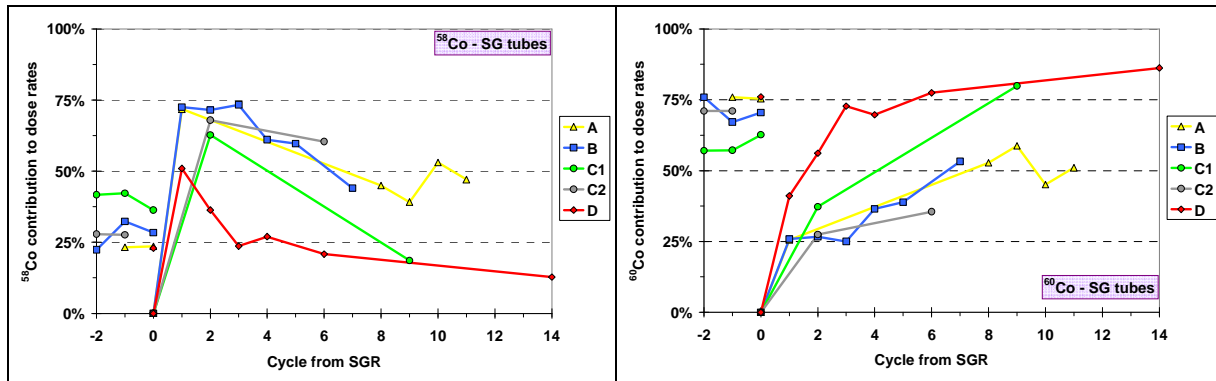 58Co contribution to dose rates
100%
75%
50%
25%
0%
-2 0 2 4 6 8 10 12 14
Cycle from SGR
58Co - SG tubes
A
B
C1
C2
D
60Co contribution to dose rates
100%
75%
50%
25%
0%
-2 0 2 4 6 8 10 12 14
Cycle from SGR
60Co - SG tubes
A
B
C1
C2
D